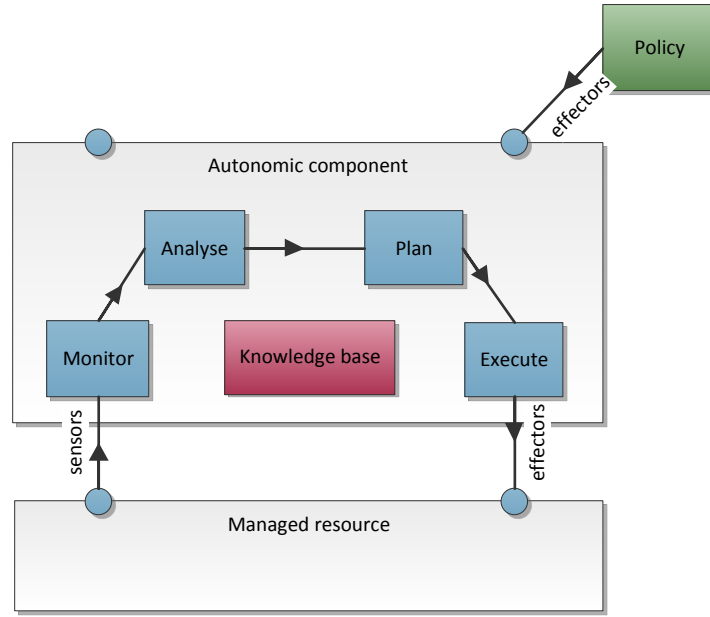 Policy
effectors
Autonomic component
Analyse
Plan
Monitor
Knowledge base
Execute
sensors
effectors
Managed resource